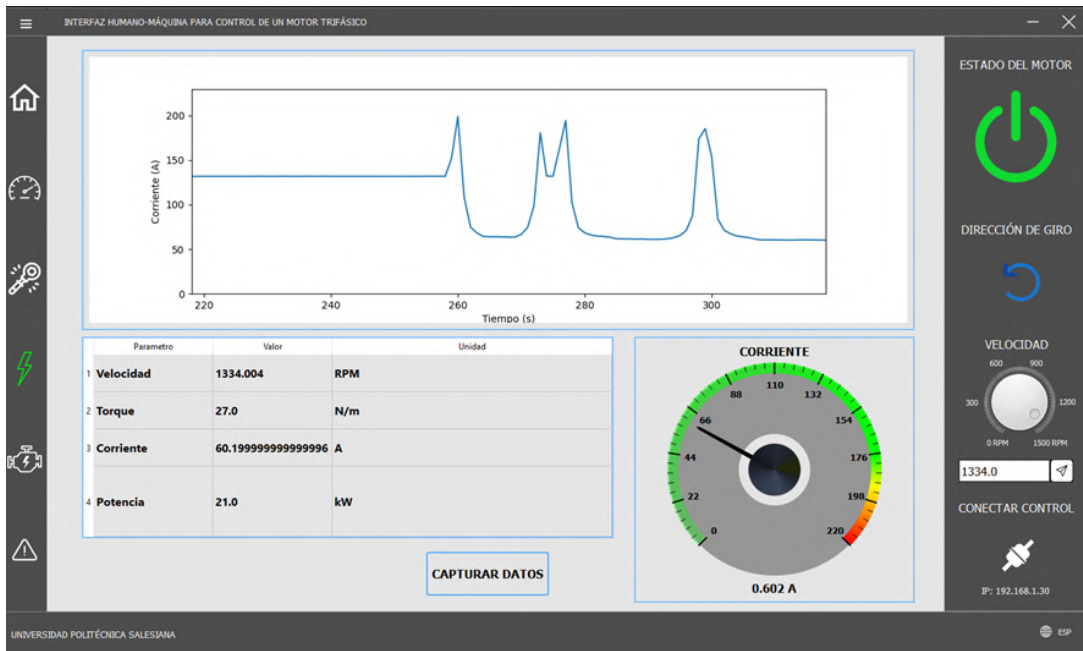 INTERFAZ HUMANO-MÁQUINA PARA CONTROL DE UN MOTOR TRIFÁSICO
200
150
100
50
0
Corriente (A)
220
240
260
280
300
Tiempo (s)
Parametro Valor Unidad
1 Velocidad 1334.004 RPM
2 Torque 27.0 N/m
3 Corriente 60.199999999999996 A
4 Potencia 21.0 kW
CAPTURAR DATOS
CORRIENTE
0
22
44
66
88
110
132
154
176
198
220
0.602 A
ESTADO DEL MOTOR
DIRECCIÓN DE GIRO
VELOCIDAD
600 900
300 1200
0 RPM 1500 RPM
1334.0
CONECTAR CONTROL
IP: 192.168.1.30
UNIVERSIDAD POLITÉCNICA SALESIANA
ESP